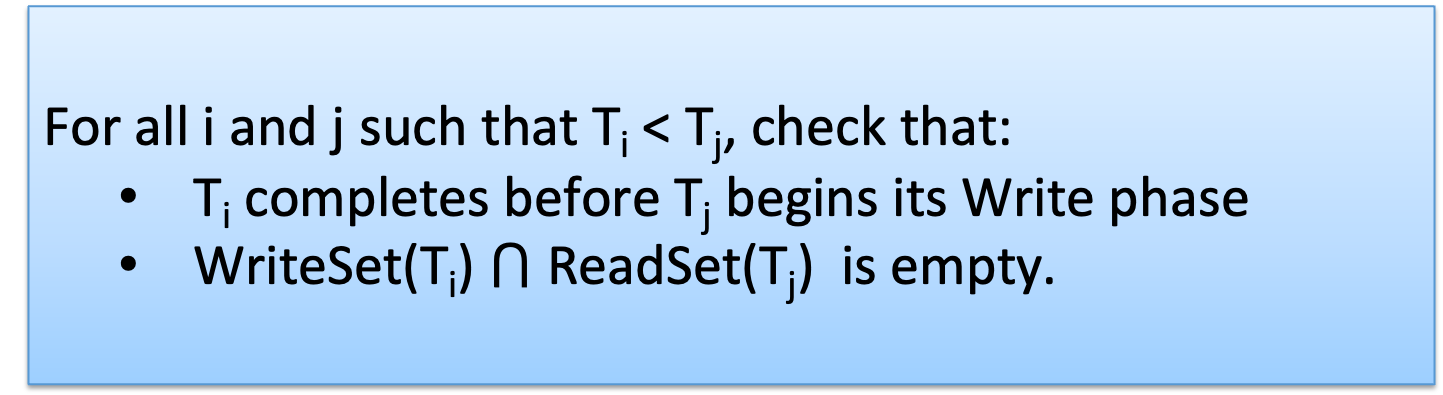 For all i and j such that Tᵢ < Tⱼ, check that:
• Tᵢ completes before Tⱼ begins its Write phase
• WriteSet(Tᵢ) ⋂ ReadSet(Tⱼ) is empty.